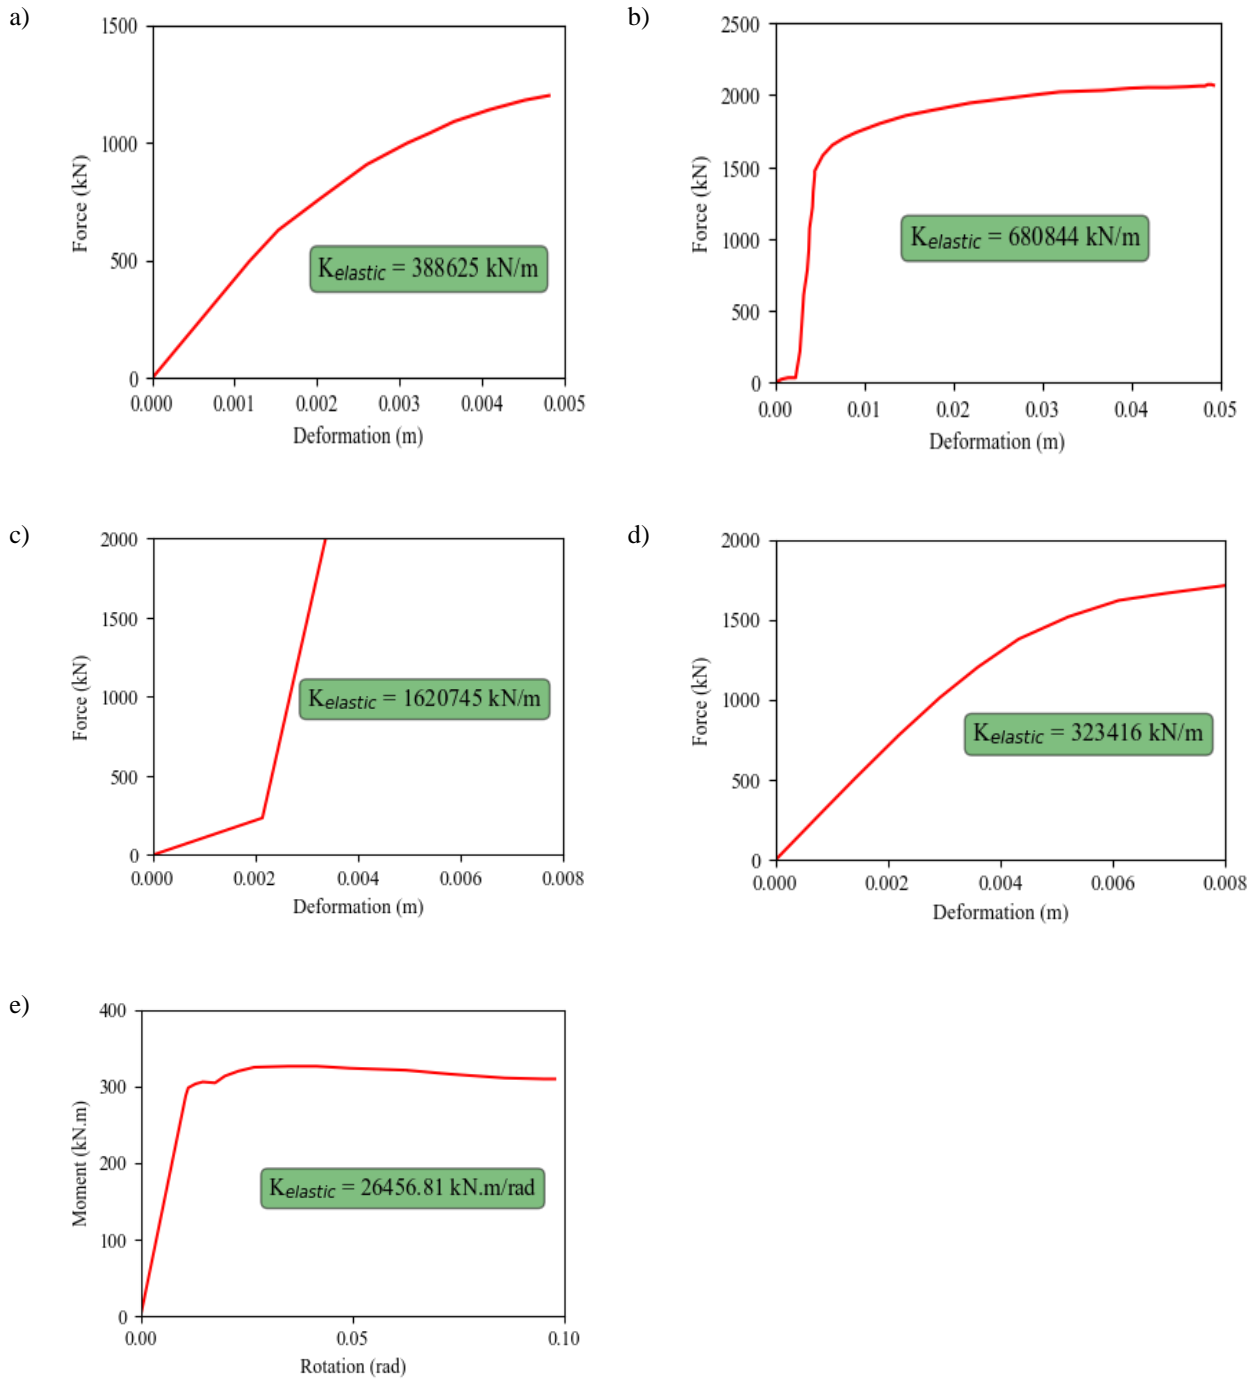 a)
1500
1000
500
0
Force (kN)
K_elastic = 388625 kN/m
0.000 0.001 0.002 0.003 0.004 0.005
Deformation (m)
b)
2500
2000
1500
1000
500
0
Force (kN)
K_elastic = 680844 kN/m
0.00 0.01 0.02 0.03 0.04 0.05
Deformation (m)
c)
2000
1500
1000
500
0
Force (kN)
K_elastic = 1620745 kN/m
0.000 0.002 0.004 0.006 0.008
Deformation (m)
d)
2000
1500
1000
500
0
Force (kN)
K_elastic = 323416 kN/m
0.000 0.002 0.004 0.006 0.008
Deformation (m)
e)
400
300
200
100
0
Moment (kN.m)
K_elastic = 26456.81 kN.m/rad
0.00 0.05 0.10
Rotation (rad)